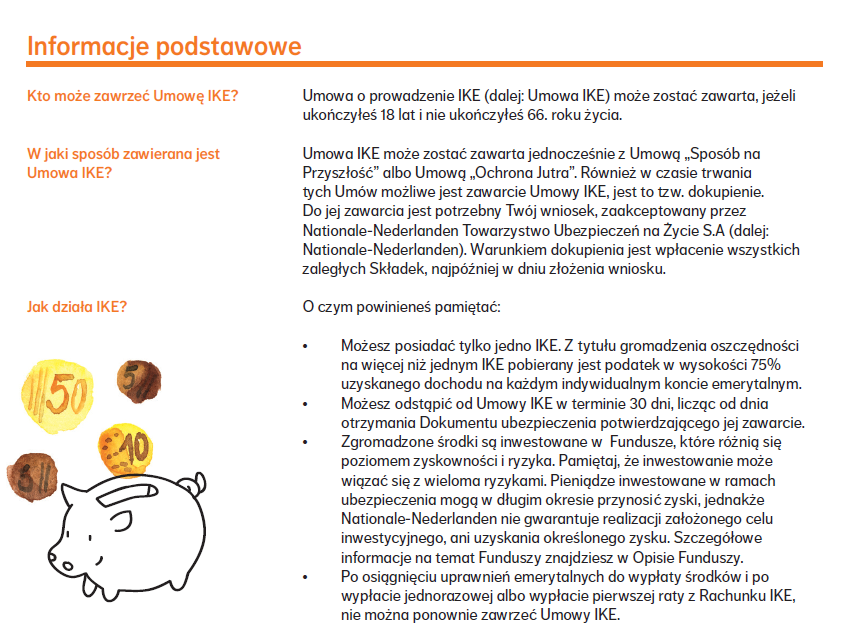 Informacje podstawowe
Kto może zawrzeć Umowę IKE?
Umowa o prowadzenie IKE (dalej: Umowa IKE) może zostać zawarta, jeżeli
ukończyłeś 18 lat i nie ukończyłeś 66. roku życia.
W jaki sposób zawierana jest
Umowa IKE?
Umowa IKE może zostać zawarta jednocześnie z Umową „Sposób na
Przyszłość” albo Umową „Ochrona Jutra”. Również w czasie trwania
tych Umów możliwe jest zawarcie Umowy IKE, jest to tzw. dokupienie.
Do jej zawarcia jest potrzebny Twój wniosek, zaakceptowany przez
Nationale-Nederlanden Towarzystwo Ubezpieczeń na Życie S.A (dalej:
Nationale-Nederlanden). Warunkiem dokupienia jest wpłacenie wszystkich
zaległych Składek, najpóźniej w dniu złożenia wniosku.
Jak działa IKE?
O czym powinieneś pamiętać:
• Możesz posiadać tylko jedno IKE. Z tytułu gromadzenia oszczędności
na więcej niż jednym IKE pobierany jest podatek w wysokości 75%
uzyskanego dochodu na każdym indywidualnym koncie emerytalnym.
• Możesz odstąpić od Umowy IKE w terminie 30 dni, licząc od dnia
otrzymania Dokumentu ubezpieczenia potwierdzającego jej zawarcie.
• Zgromadzone środki są inwestowane w Fundusze, które różnią się
poziomem zyskowności i ryzyka. Pamiętaj, że inwestowanie może
wiązać się z wieloma ryzykami. Pieniądze inwestowane w ramach
ubezpieczenia mogą w długim okresie przynosić zyski, jednakże
Nationale-Nederlanden nie gwarantuje realizacji założonego celu
inwestycyjnego, ani uzyskania określonego zysku. Szczegółowe
informacje na temat Funduszy znajdziesz w Opisie Funduszy.
• Po osiągnięciu uprawnień emerytalnych do wypłaty środków i po
wypłacie jednorazowej albo wypłacie pierwszej raty z Rachunku IKE,
nie można ponownie zawrzeć Umowy IKE.
50
5
10